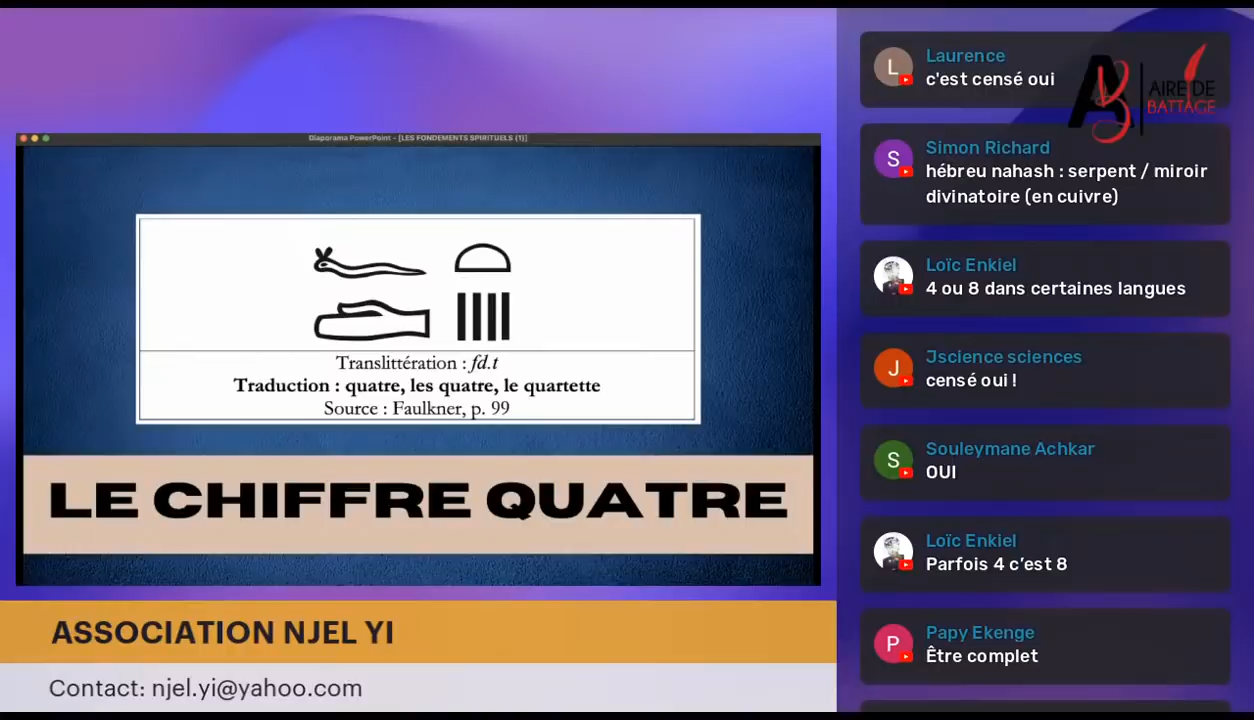 Diaporama PowerPoint - [LES FONDEMENTS SPIRITUELS (1)]
Translittération : fd.t
Traduction : quatre, les quatre, le quartette
Source : Faulkner, p. 99
LE CHIFFRE QUATRE
ASSOCIATION NJEL YI
Contact: njel.yi@yahoo.com
AIRE DE
BATTAGE
L
Laurence
c'est censé oui
S
Simon Richard
hébreu nahash : serpent / miroir
divinatoire (en cuivre)
Loïc Enkiel
4 ou 8 dans certaines langues
J
Jscience sciences
censé oui !
S
Souleymane Achkar
OUI
Loïc Enkiel
Parfois 4 c’est 8
P
Papy Ekenge
Être complet